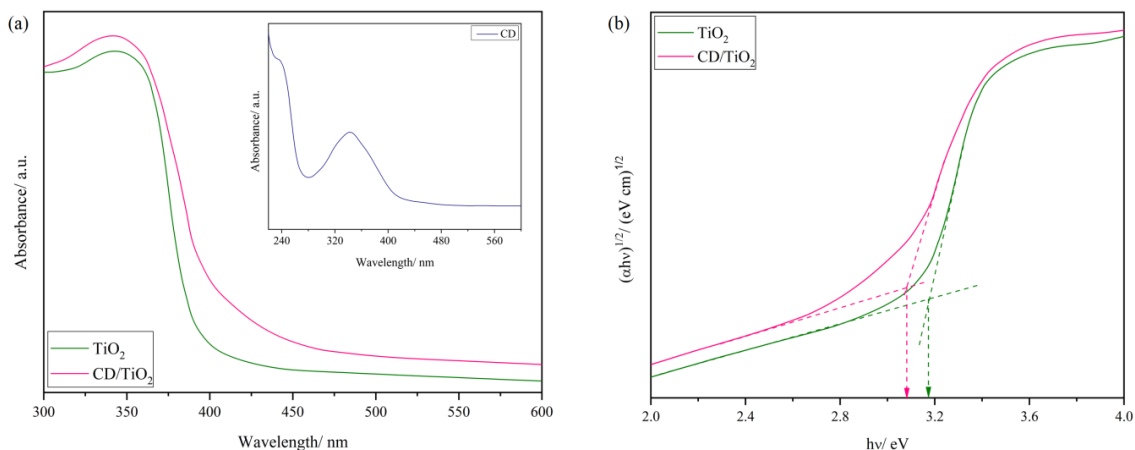 (a)
CD
Absorbance/ a.u.
240 320 400 480 560
Wavelength/ nm
Absorbance/ a.u.
TiO₂
CD/TiO₂
300 350 400 450 500 550 600
Wavelength/ nm
(b)
TiO₂
CD/TiO₂
(αhν)^1/2/ (eV cm)^1/2
2.0 2.4 2.8 3.2 3.6 4.0
hν/ eV